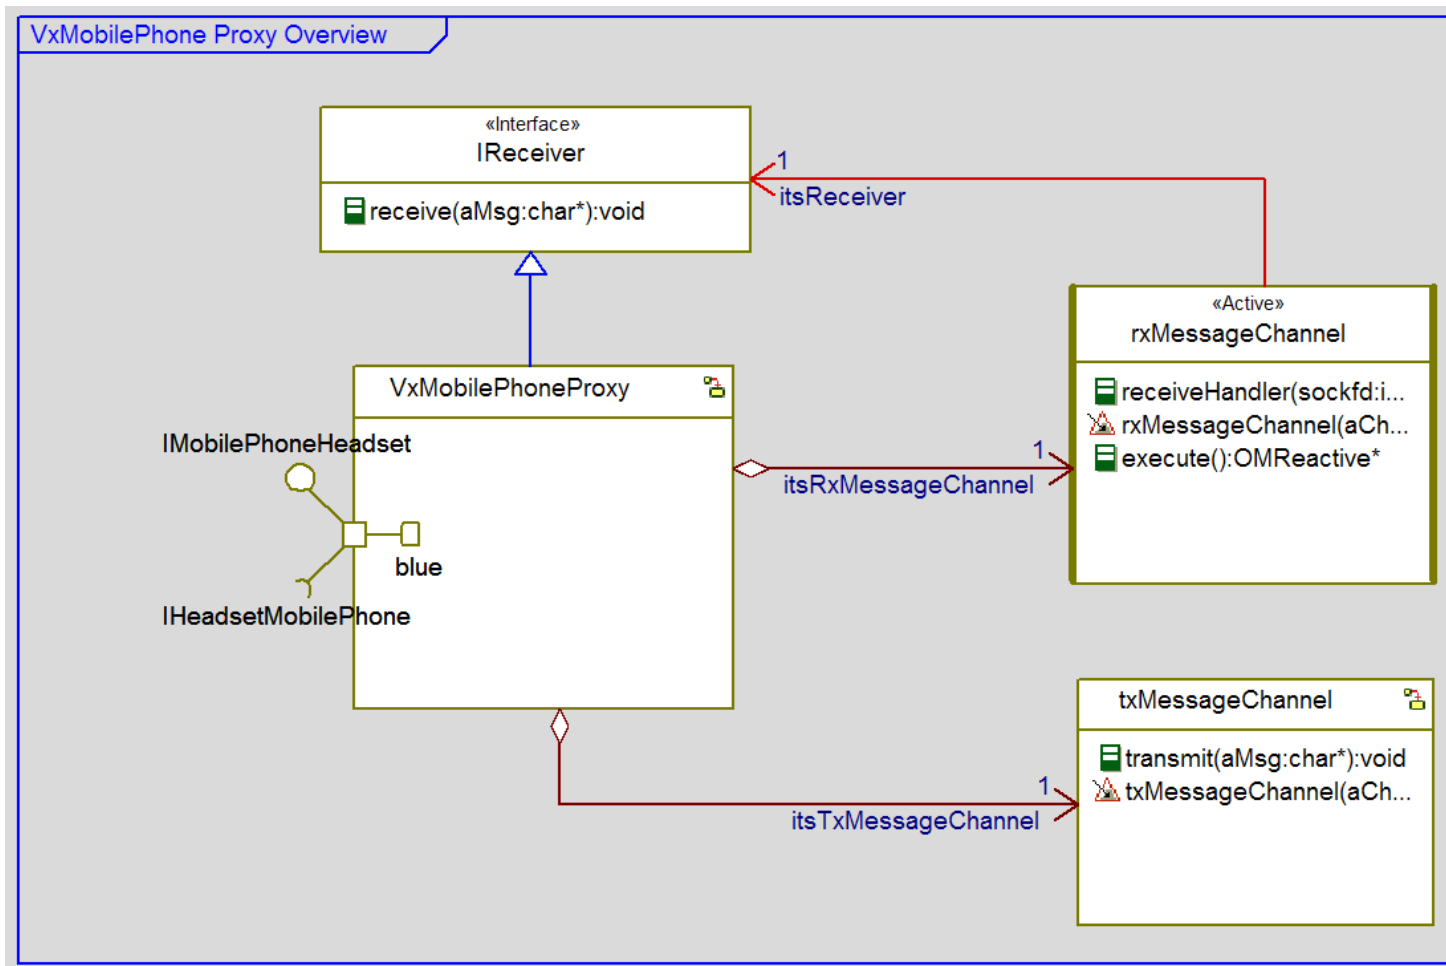 VxMobilePhone Proxy Overview
«Interface»
IReceiver
receive(aMsg:char*):void
1
itsReceiver
«Active»
rxMessageChannel
receiveHandler(sockfd:i...
rxMessageChannel(aCh...
execute():OMReactive*
VxMobilePhoneProxy
IMobilePhoneHeadset
blue
IHeadsetMobilePhone
1
itsRxMessageChannel
txMessageChannel
transmit(aMsg:char*):void
txMessageChannel(aCh...
1
itsTxMessageChannel